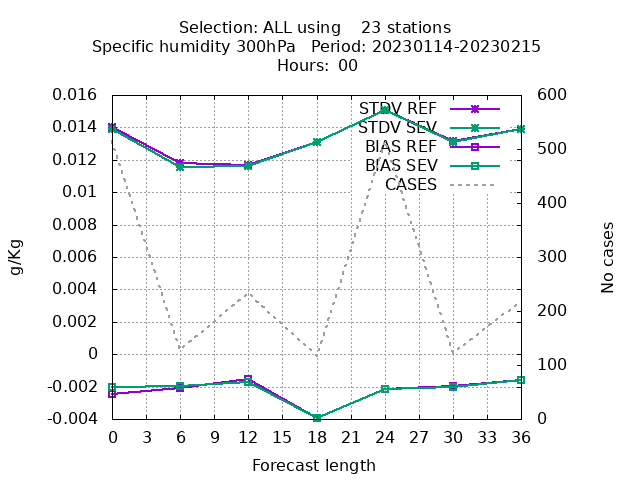 Selection: ALL using    23 stations
Specific humidity 300hPa   Period: 20230114-20230215
Hours: 00
0.016
0.014
0.012
0.01
0.008
0.006
0.004
0.002
0
-0.002
-0.004
g/Kg
STDV REF
STDV SEV
BIAS REF
BIAS SEV
CASES
600
500
400
300
200
100
0
No cases
0 3 6 9 12 15 18 21 24 27 30 33 36
Forecast length